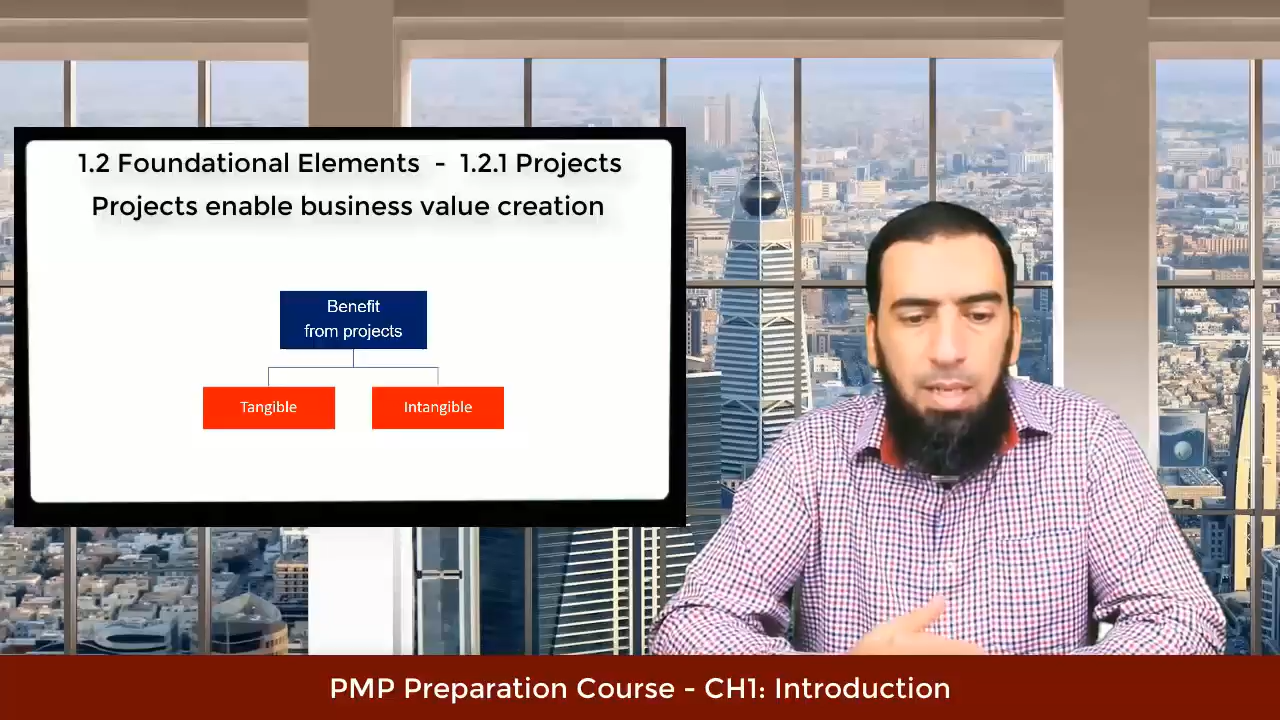 1.2 Foundational Elements - 1.2.1 Projects
Projects enable business value creation
Benefit
from projects
Tangible
Intangible
PMP Preparation Course - CH1: Introduction